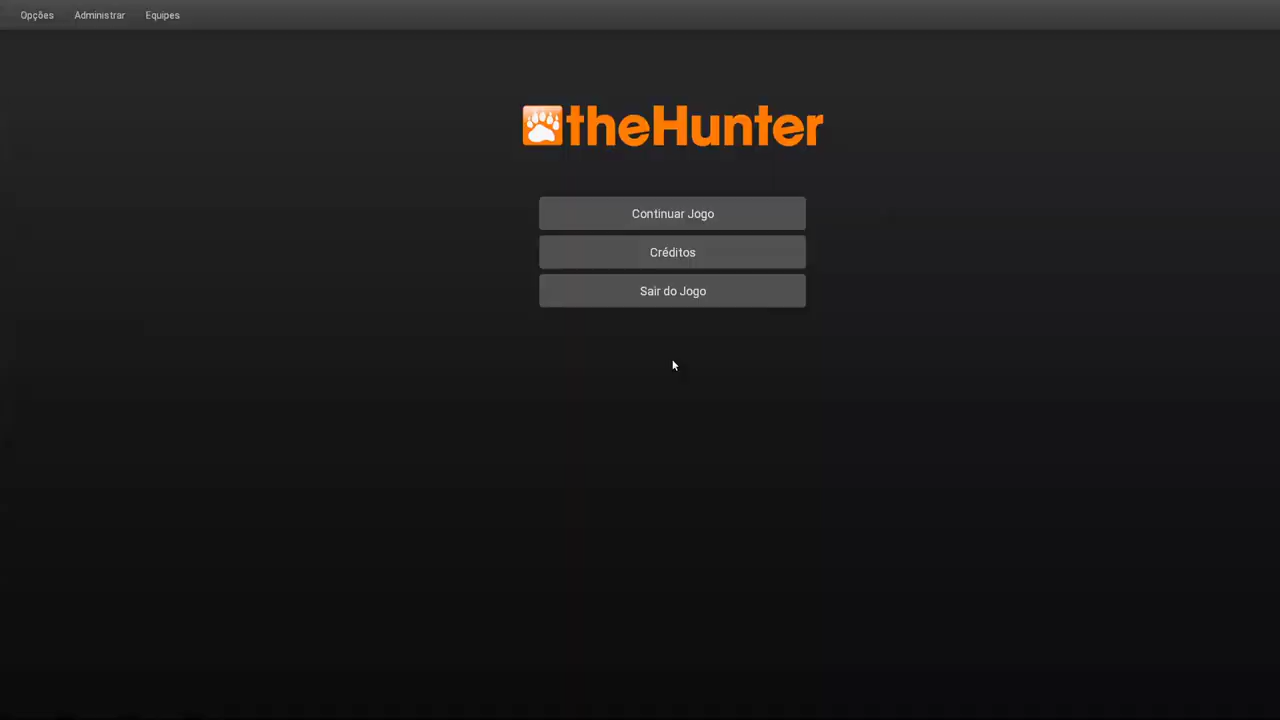 Opções Administrar Equipes
theHunter
Continuar Jogo
Créditos
Sair do Jogo